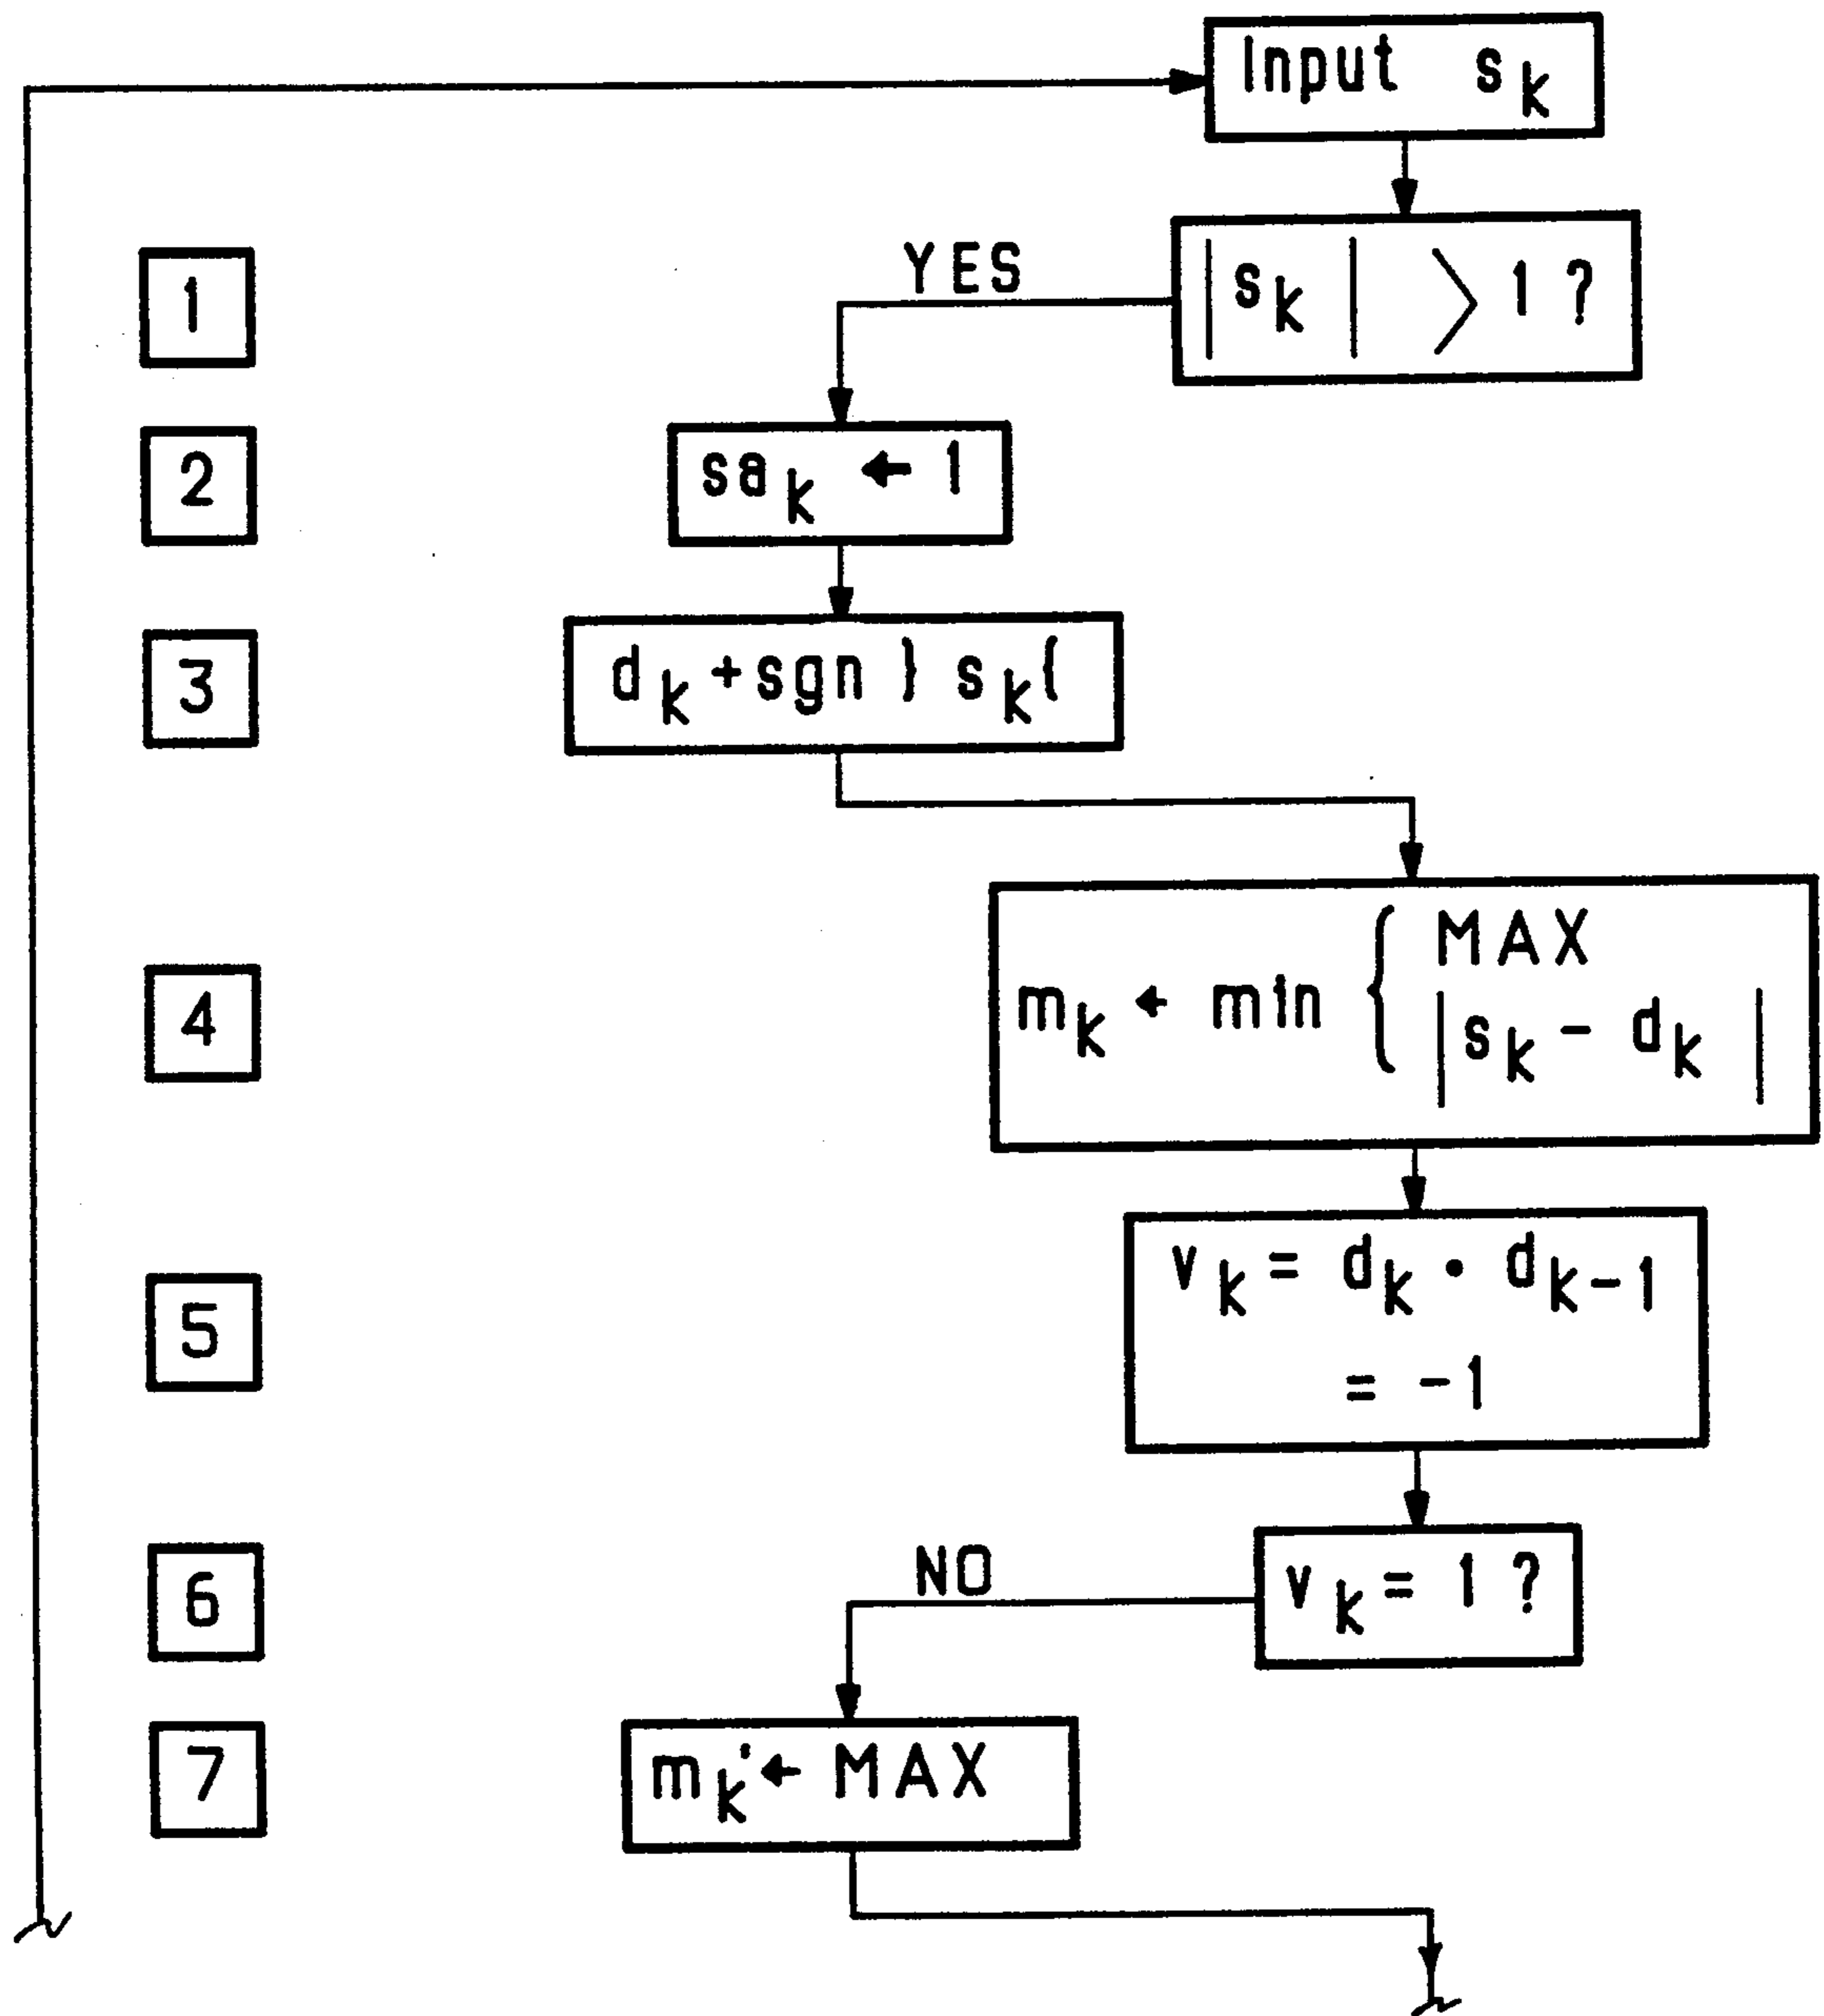 Input s_k
YES
1
|s_k| > 1 ?
2
sa_k ← 1
3
d_k + sgn } s_k {
4
m_k ← min { MAX
|s_k - d_k|
5
v_k = d_k • d_k-1
= -1
6
NO
v_k = 1 ?
7
m_k' ← MAX